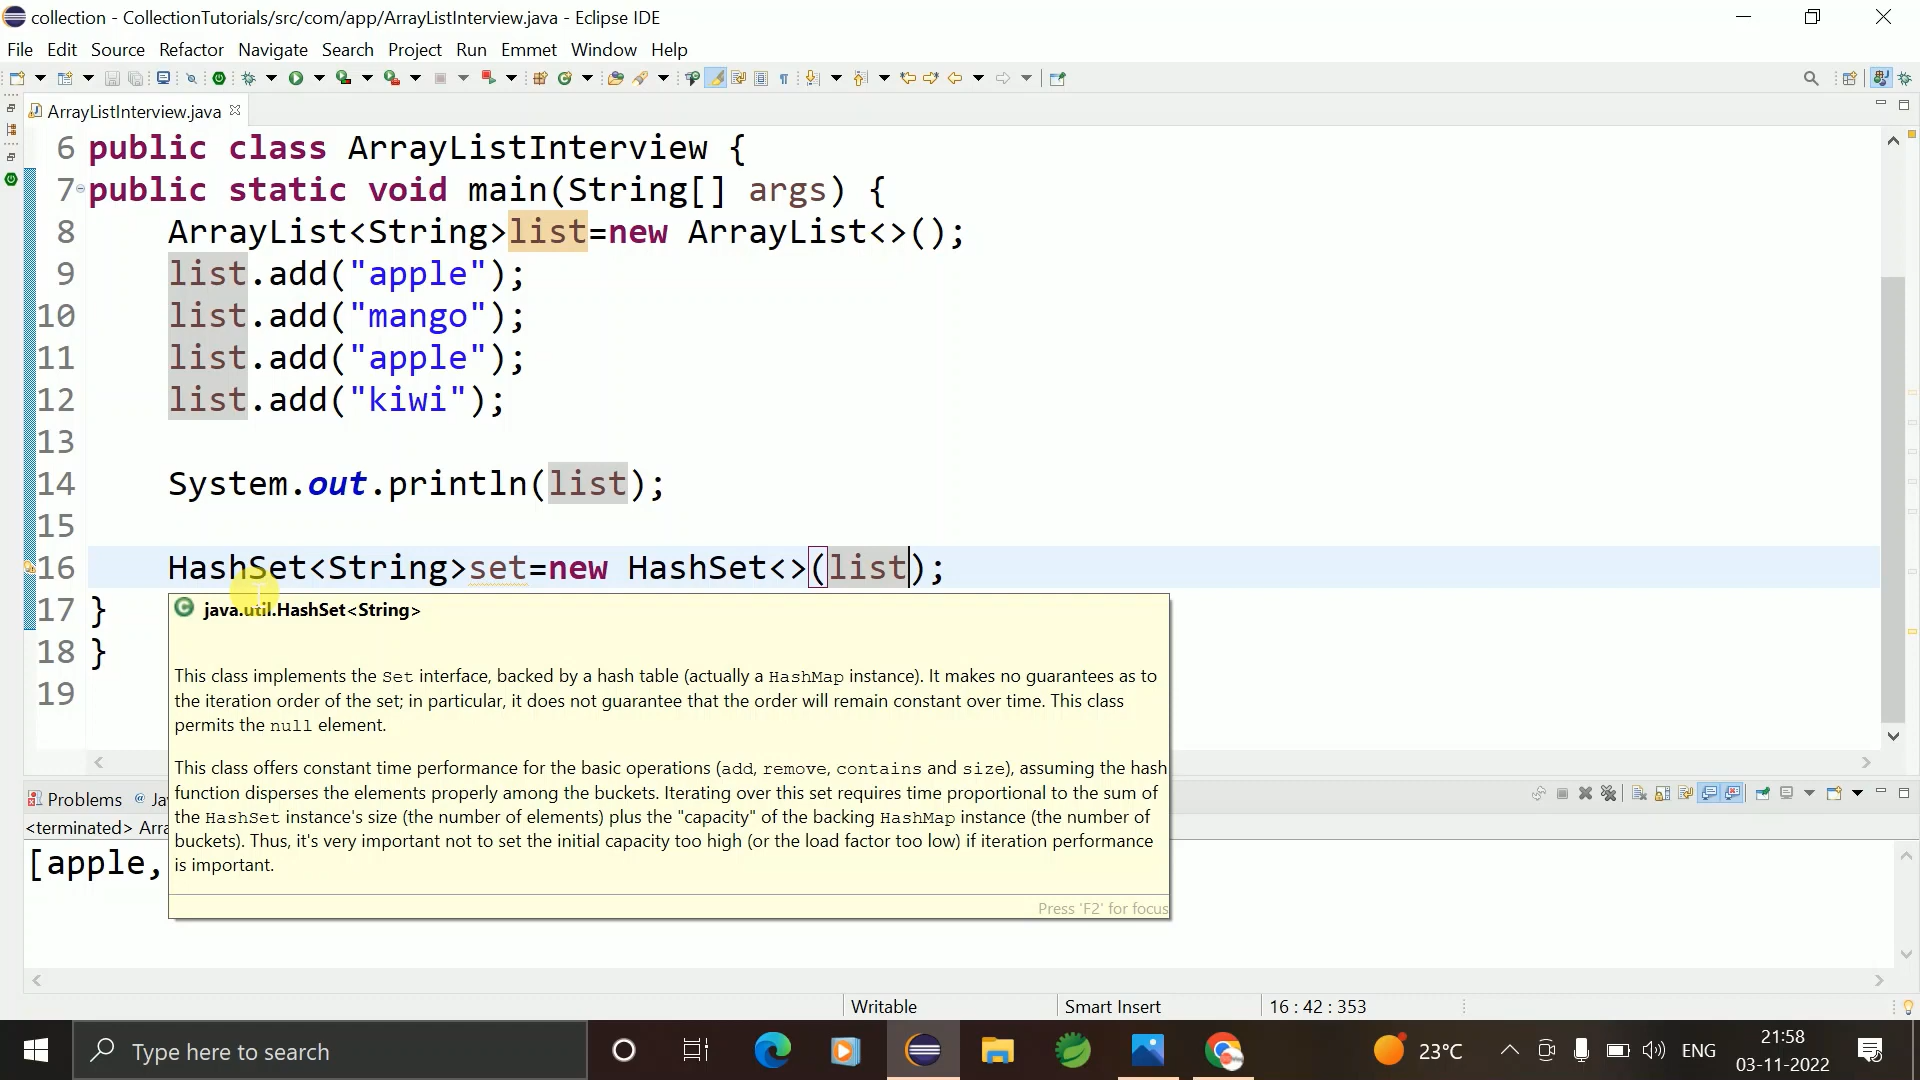 collection - CollectionTutorials/src/com/app/ArrayListInterview.java - Eclipse IDE
File Edit Source Refactor Navigate Search Project Run Emmet Window Help
ArrayListInterview.java
6 public class ArrayListInterview {
7 public static void main(String[] args) {
8 ArrayList<String>list=new ArrayList<>();
9 list.add("apple");
10 list.add("mango");
11 list.add("apple");
12 list.add("kiwi");
13
14 System.out.println(list);
15
16 HashSet<String>set=new HashSet<>(list);
17 }
18 }
19
java.util.HashSet<String>
This class implements the Set interface, backed by a hash table (actually a HashMap instance). It makes no guarantees as to
the iteration order of the set; in particular, it does not guarantee that the order will remain constant over time. This class
permits the null element.
This class offers constant time performance for the basic operations (add, remove, contains and size), assuming the hash
function disperses the elements properly among the buckets. Iterating over this set requires time proportional to the sum of
the HashSet instance's size (the number of elements) plus the "capacity" of the backing HashMap instance (the number of
buckets). Thus, it's very important not to set the initial capacity too high (or the load factor too low) if iteration performance
is important.
Press 'F2' for focus
Problems @ Ja
<terminated> Arra
[apple,
Writable Smart Insert 16 : 42 : 353
Type here to search
23°C ENG 21:58
03-11-2022